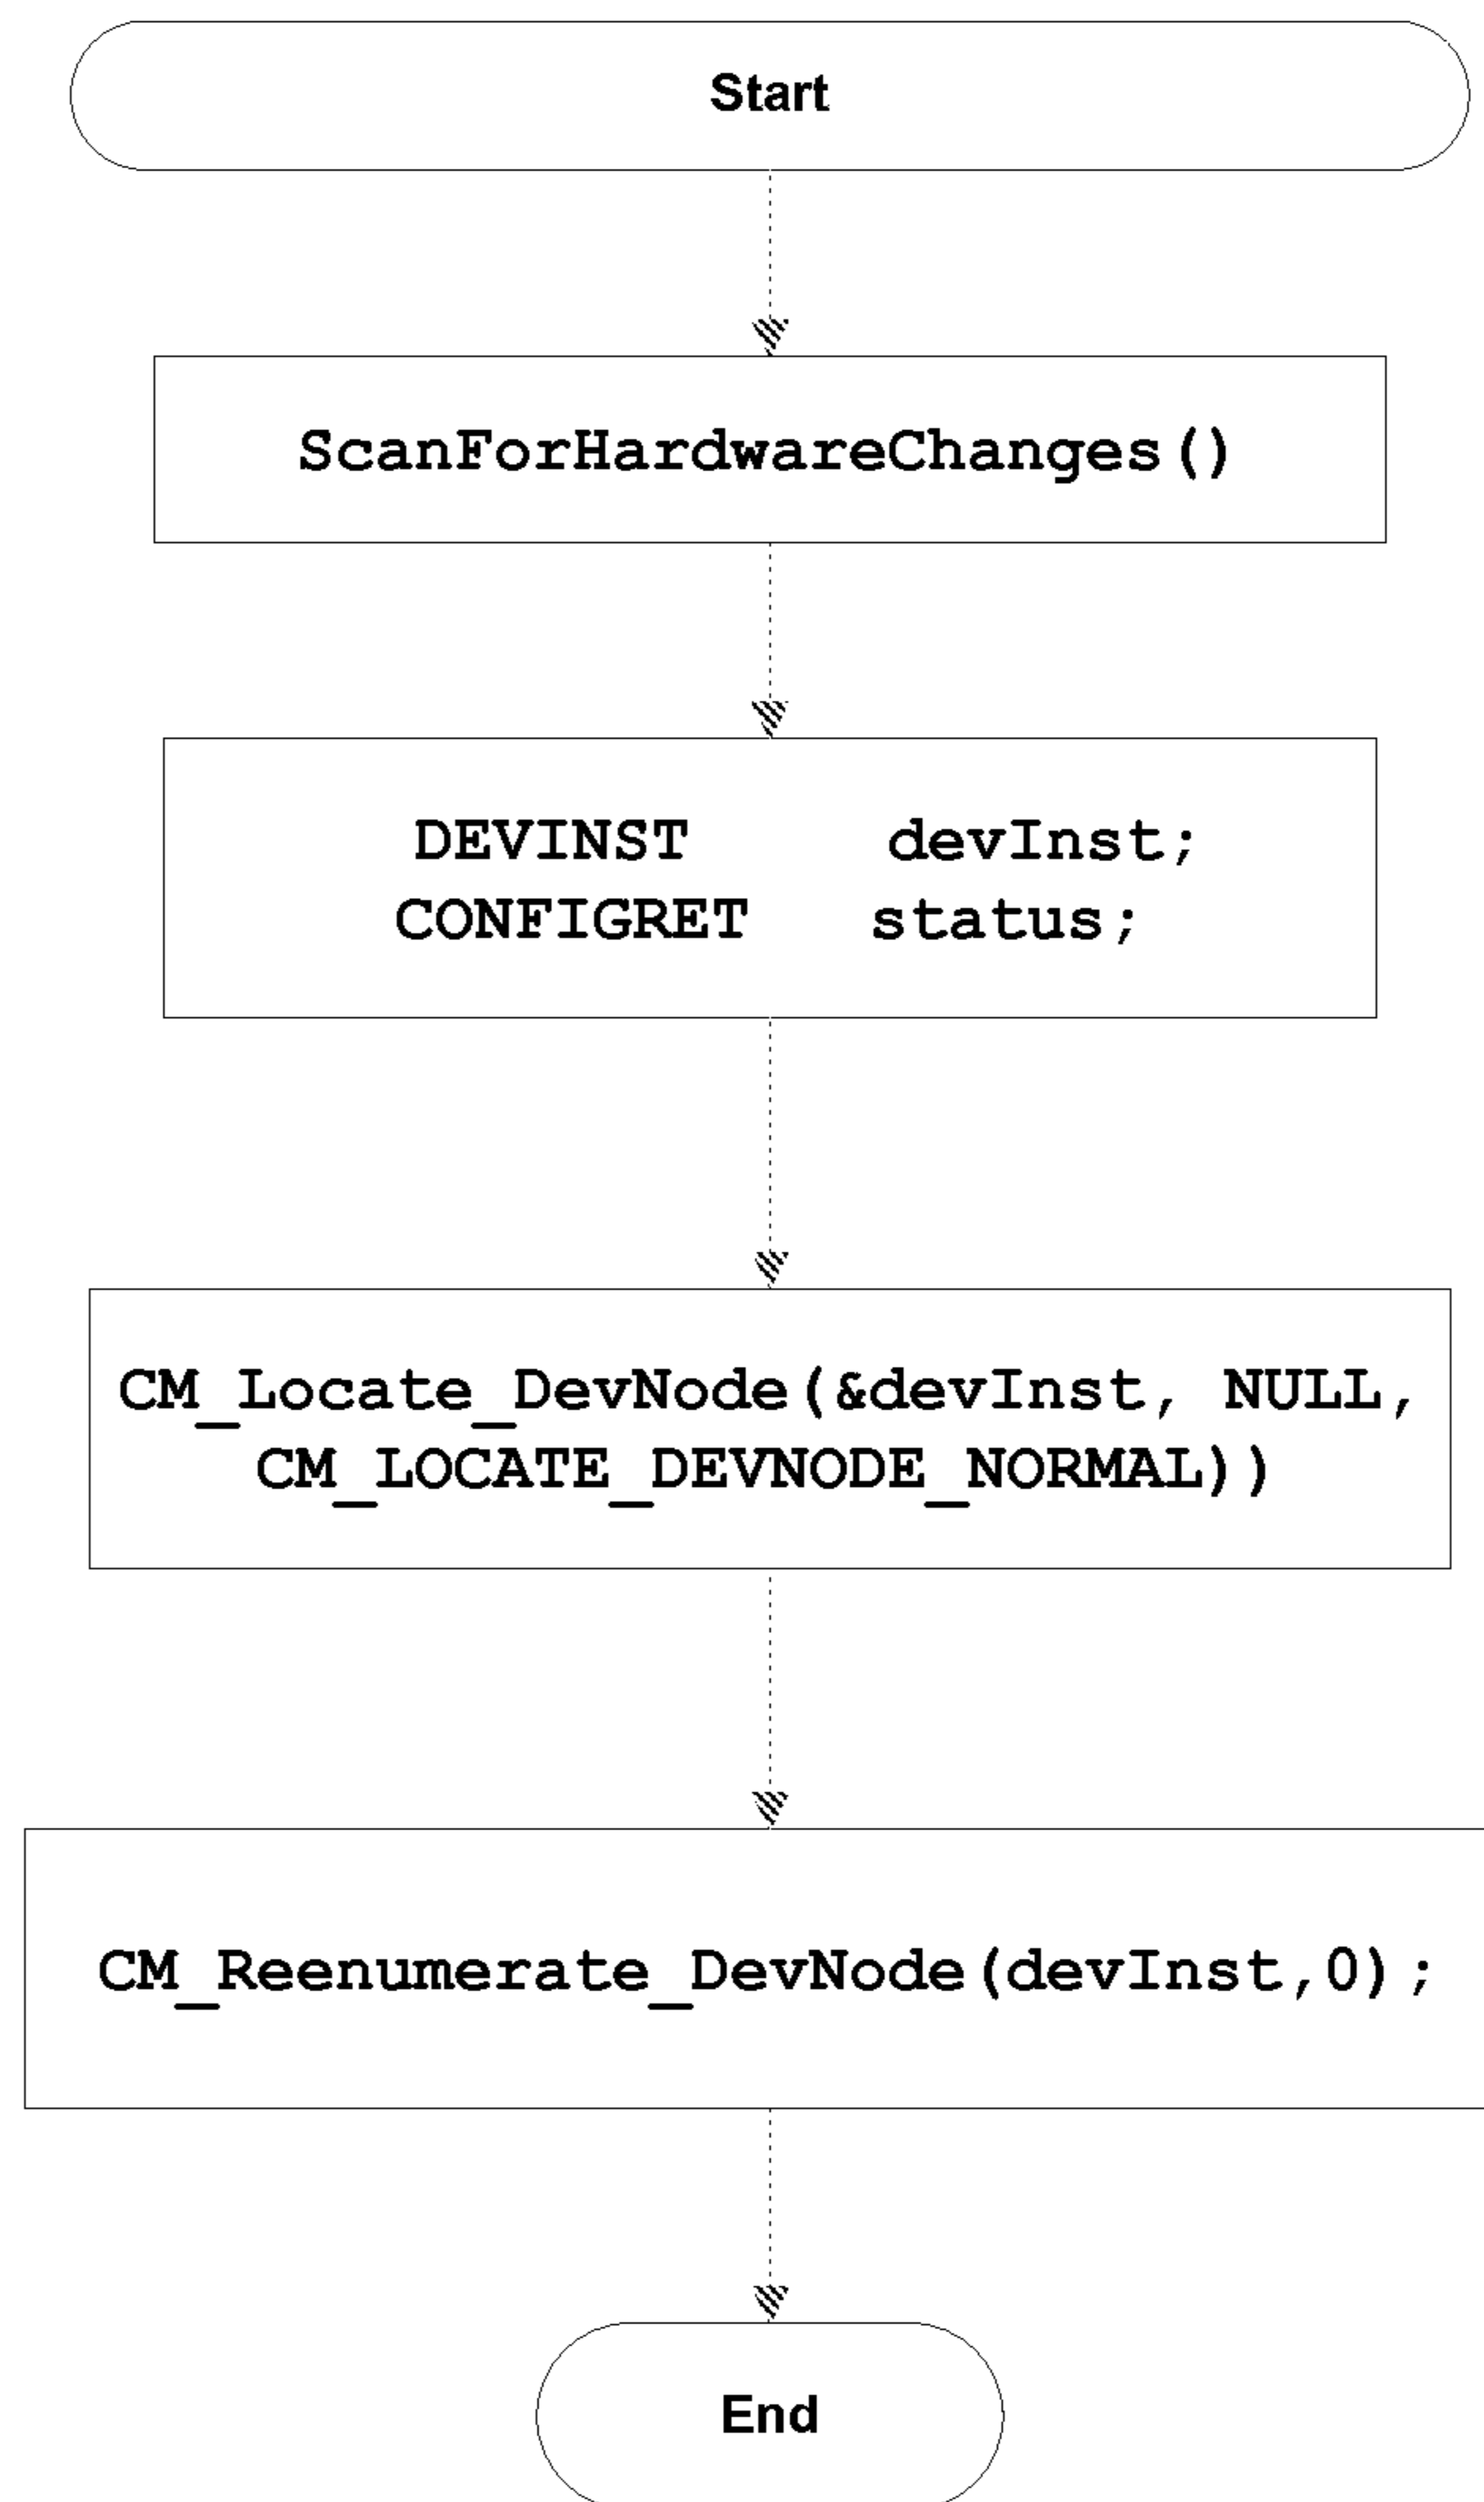 Start
ScanForHardwareChanges()
DEVINST     devInst;
CONFIGRET   status;
CM_Locate_DevNode(&devInst, NULL,
CM_LOCATE_DEVNODE_NORMAL))
CM_Reenumerate_DevNode(devInst,0);
End